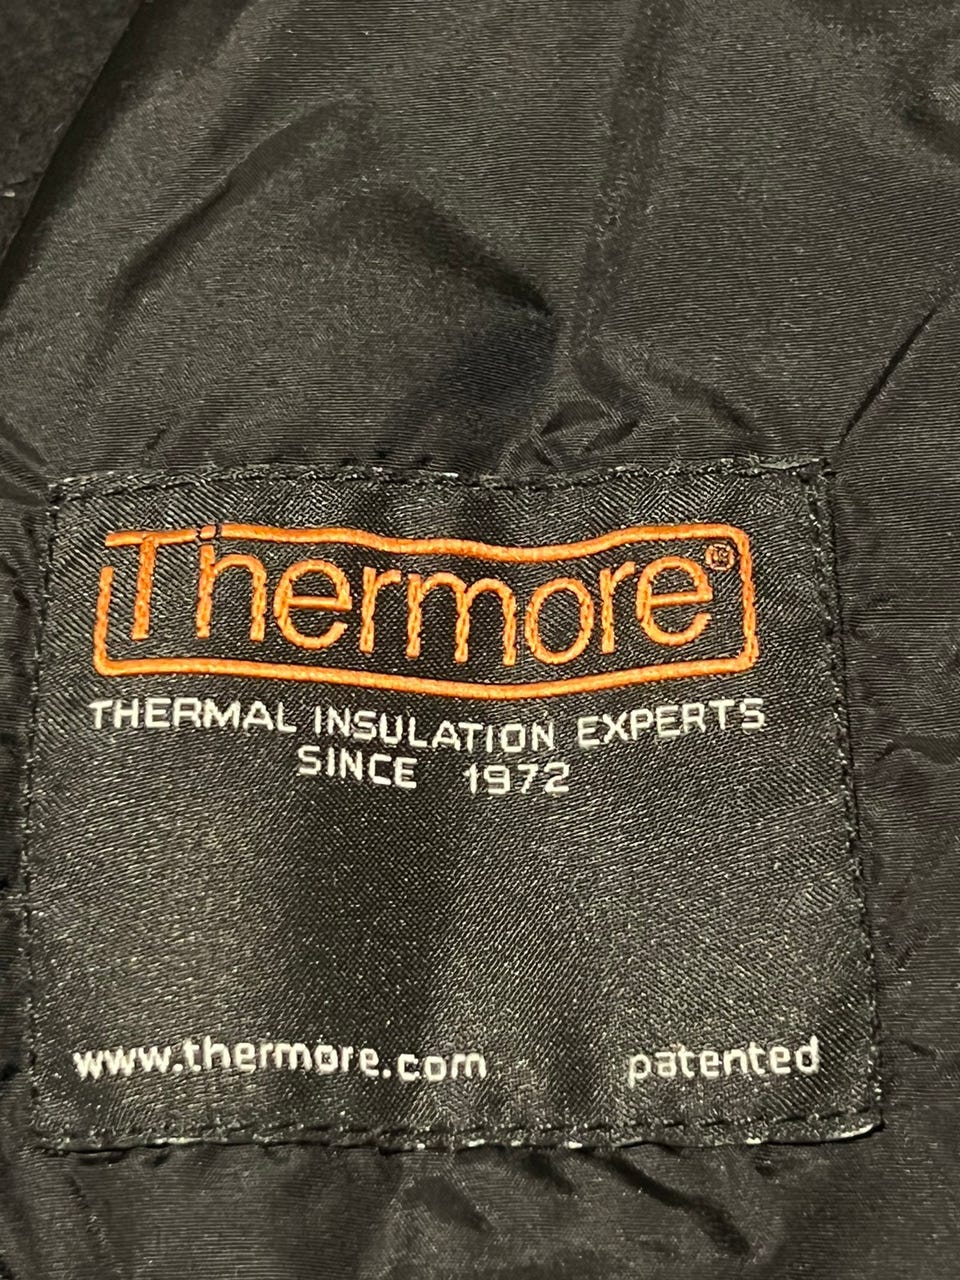 Thermore®
THERMAL INSULATION EXPERTS
SINCE 1972
www.thermore.com patented